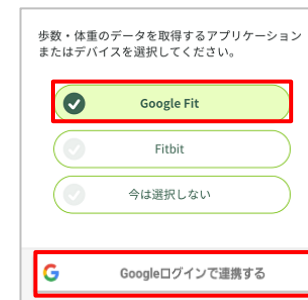 歩数・体重のデータを取得するアプリケーション
またはデバイスを選択してください。
Google Fit
Fitbit
今は選択しない
Googleログインで連携する